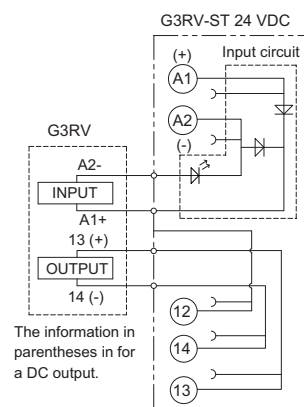 G3RV-ST 24 VDC
(+)
Input circuit
A1
A2
(-)
G3RV
A2-
INPUT
A1+
13 (+)
OUTPUT
14 (-)
The information in
parentheses in for
a DC output.
12
14
13